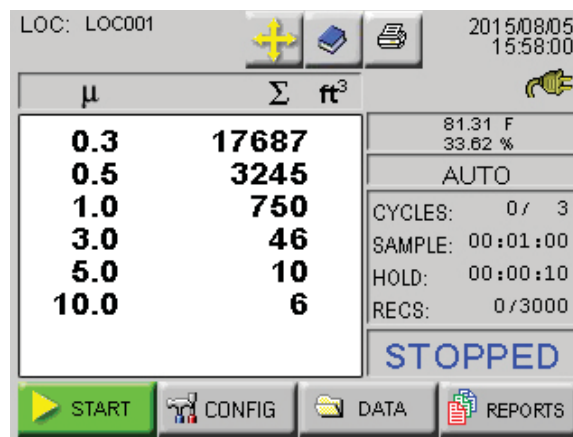 LOC: LOC001
2015/08/05
15:58:00
µ Σ ft³
0.3 17687
0.5 3245
1.0 750
3.0 46
5.0 10
10.0 6
81.31 F
33.62 %
AUTO
CYCLES: 0/ 3
SAMPLE: 00:01:00
HOLD: 00:00:10
RECS: 0/3000
STOPPED
START CONFIG DATA REPORTS